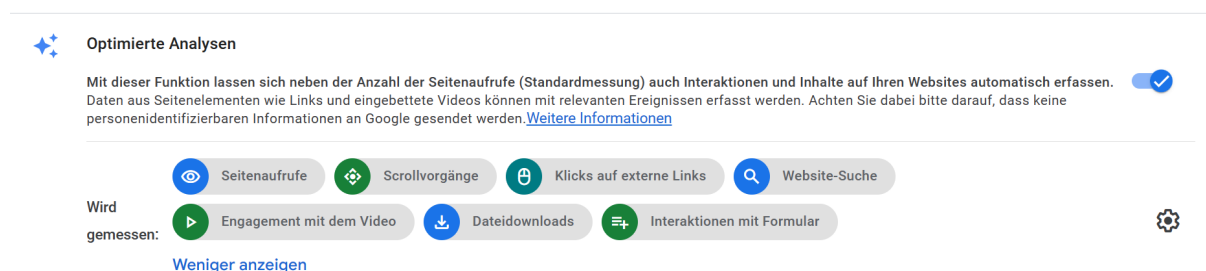 Optimierte Analysen
Mit dieser Funktion lassen sich neben der Anzahl der Seitenaufrufe (Standardmessung) auch Interaktionen und Inhalte auf Ihren Websites automatisch erfassen.
Daten aus Seitenelementen wie Links und eingebettete Videos können mit relevanten Ereignissen erfasst werden. Achten Sie dabei bitte darauf, dass keine
personenidentifizierbaren Informationen an Google gesendet werden.Weitere Informationen
Wird
gemessen:
Seitenaufrufe Scrollvorgänge Klicks auf externe Links Website-Suche
Engagement mit dem Video Dateidownloads Interaktionen mit Formular
Weniger anzeigen